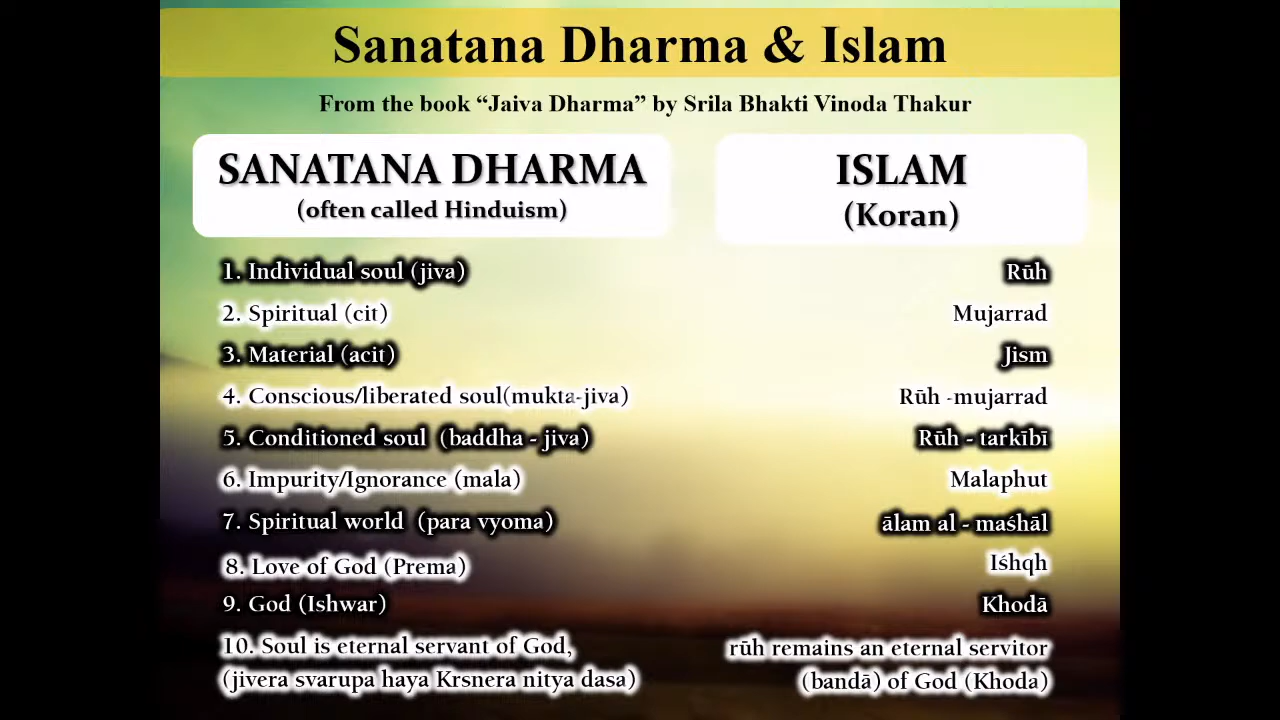 Sanatana Dharma & Islam
From the book “Jaiva Dharma” by Srila Bhakti Vinoda Thakur
SANATANA DHARMA
(often called Hinduism)
ISLAM
(Koran)
1. Individual soul (jiva)
Rūh
2. Spiritual (cit)
Mujarrad
3. Material (acit)
Jism
4. Conscious/liberated soul(mukta-jiva)
Rūh -mujarrad
5. Conditioned soul (baddha - jiva)
Rūh - tarkībī
6. Impurity/Ignorance (mala)
Malaphut
7. Spiritual world (para vyoma)
ālam al - maśhāl
8. Love of God (Prema)
Iśhqh
9. God (Ishwar)
Khodā
10. Soul is eternal servant of God,
(jivera svarupa haya Krsnera nitya dasa)
rūh remains an eternal servitor
(bandā) of God (Khoda)